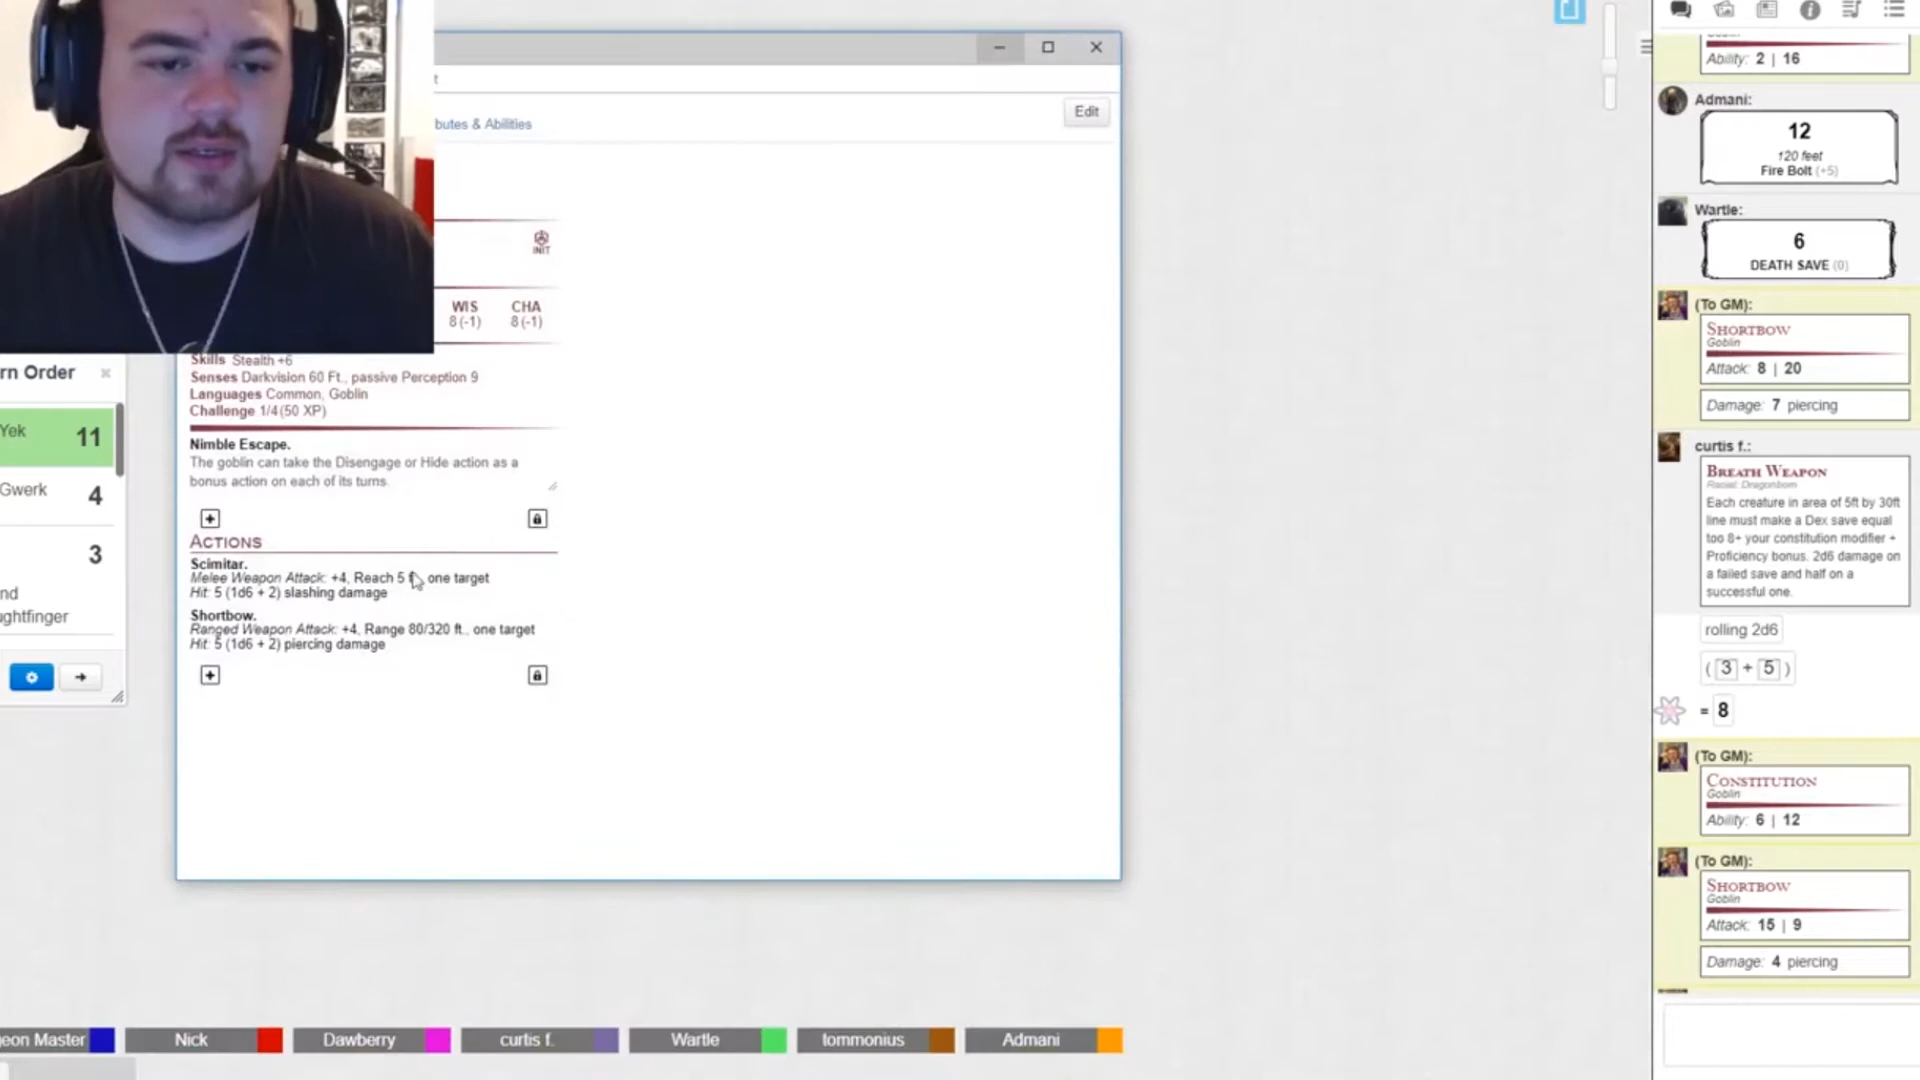 t
butes & Abilities
Edit
INIT
WIS CHA
8 (-1) 8 (-1)
Skills Stealth +6
Senses Darkvision 60 Ft., passive Perception 9
Languages Common, Goblin
Challenge 1/4 (50 XP)
Nimble Escape.
The goblin can take the Disengage or Hide action as a
bonus action on each of its turns.
ACTIONS
Scimitar.
Melee Weapon Attack: +4, Reach 5 f one target
Hit: 5 (1d6 + 2) slashing damage
Shortbow.
Ranged Weapon Attack: +4, Range 80/320 ft., one target
Hit: 5 (1d6 + 2) piercing damage
rn Order
Yek 11
Gwerk 4
3
nd
ughtfinger
Ability: 2 | 16
Admani:
12
120 feet
Fire Bolt (+5)
Wartle:
6
DEATH SAVE (0)
(To GM):
SHORTBOW
Goblin
Attack: 8 | 20
Damage: 7 piercing
curtis f.:
BREATH WEAPON
Racial: Dragonborn
Each creature in area of 5ft by 30ft
line must make a Dex save equal
too 8+ your constitution modifier +
Proficiency bonus. 2d6 damage on
a failed save and half on a
successful one.
rolling 2d6
( 3 + 5 )
= 8
(To GM):
CONSTITUTION
Goblin
Ability: 6 | 12
(To GM):
SHORTBOW
Goblin
Attack: 15 | 9
Damage: 4 piercing
eon Master
Nick
Dawberry
curtis f.
Wartle
tommonius
Admani